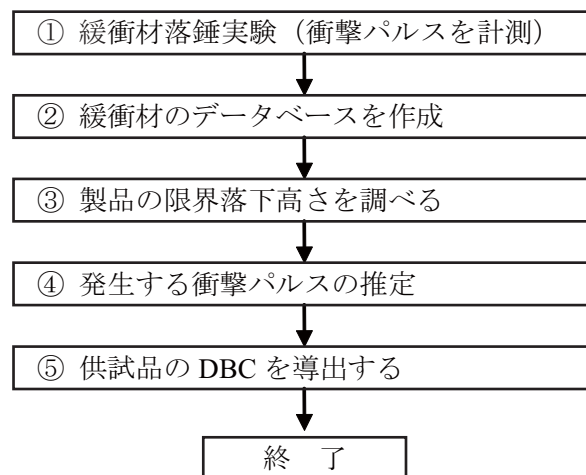 ① 緩衝材落錘実験（衝撃パルスを計測）
② 緩衝材のデータベースを作成
③ 製品の限界落下高さを調べる
④ 発生する衝撃パルスの推定
⑤ 供試品の DBC を導出する
終　了